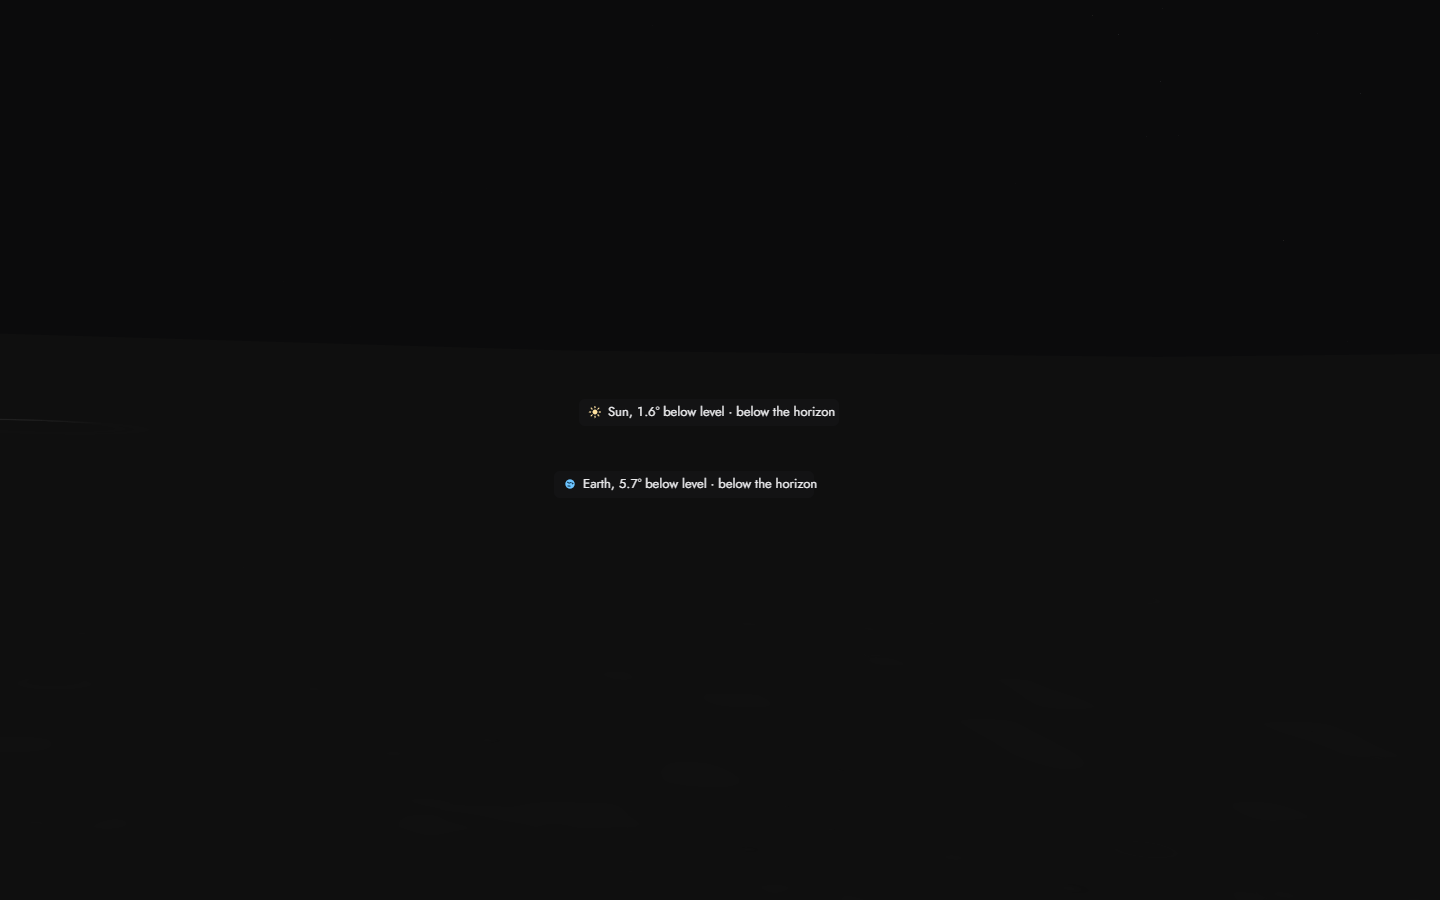 Sun, 1.6° below level · below the horizon
Earth, 5.7° below level · below the horizon